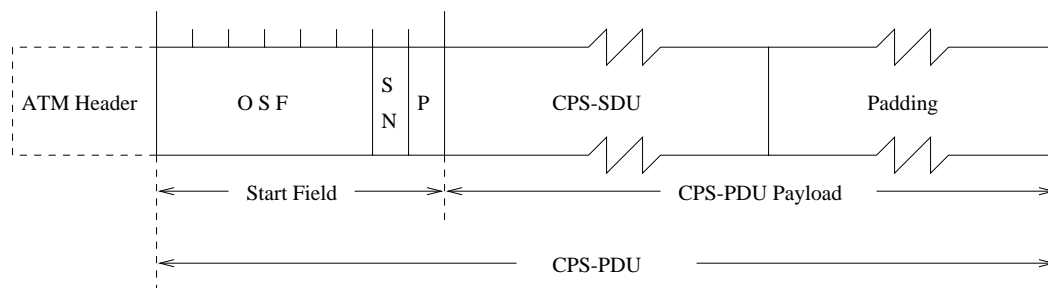 ATM Header
O S F
S
N
P
CPS-SDU
Padding
Start Field
CPS-PDU Payload
CPS-PDU